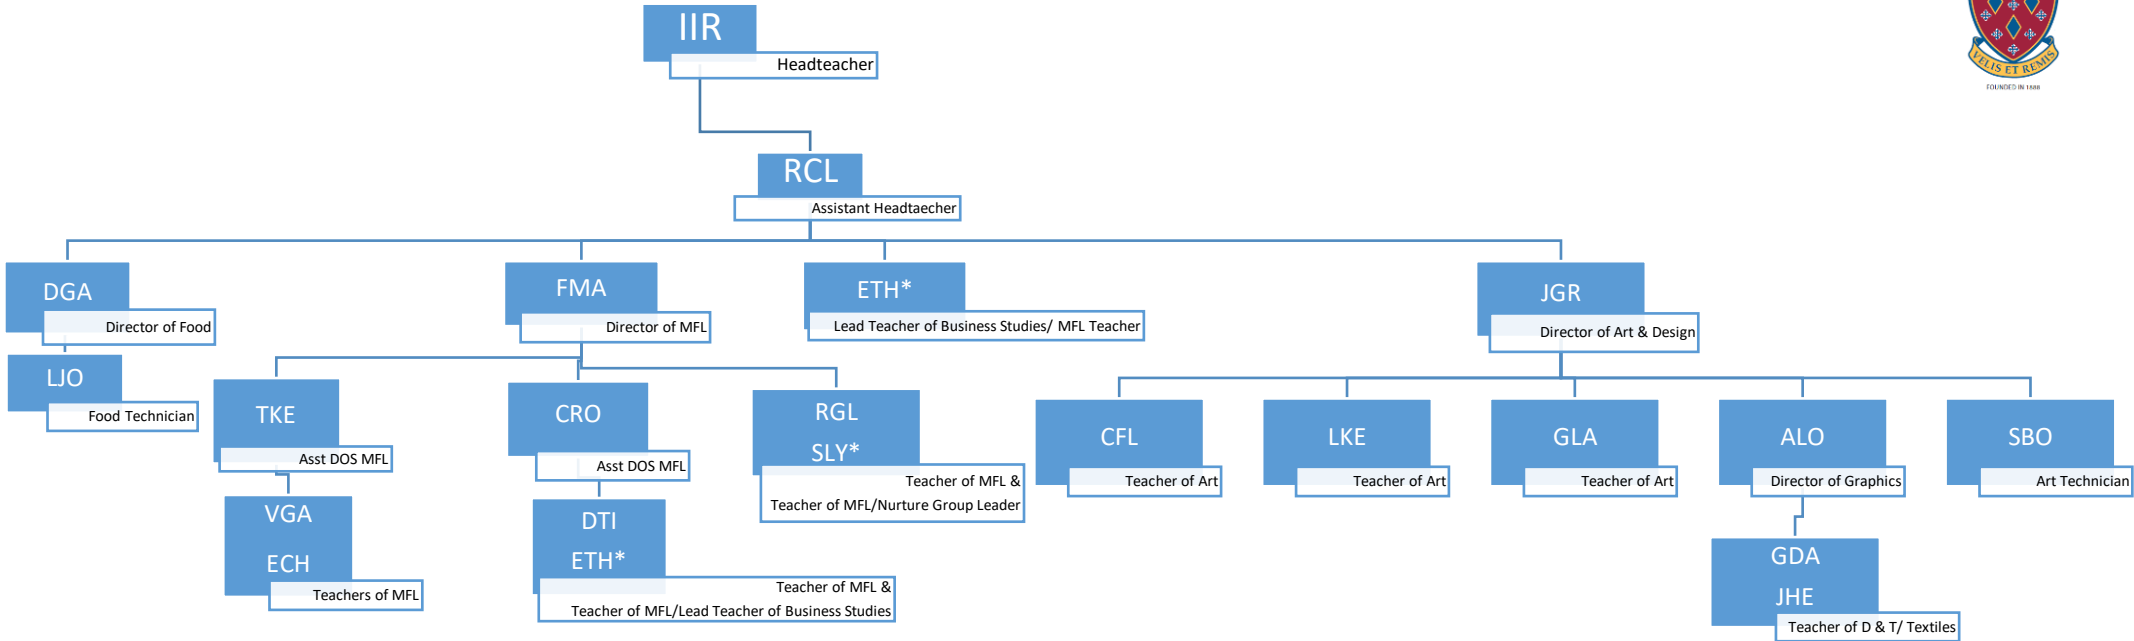 IIR
Headteacher
VELIS ET REMIS
FOUNDED IN 1888
RCL
Assistant Headtaecher
DGA
Director of Food
FMA
Director of MFL
ETH*
Lead Teacher of Business Studies/ MFL Teacher
JGR
Director of Art & Design
LJO
Food Technician
TKE
Asst DOS MFL
CRO
Asst DOS MFL
RGL
SLY*
Teacher of MFL &
Teacher of MFL/Nurture Group Leader
CFL
Teacher of Art
LKE
Teacher of Art
GLA
Teacher of Art
ALO
Director of Graphics
SBO
Art Technician
VGA
ECH
Teachers of MFL
DTI
ETH*
Teacher of MFL &
Teacher of MFL/Lead Teacher of Business Studies
GDA
JHE
Teacher of D & T/ Textiles